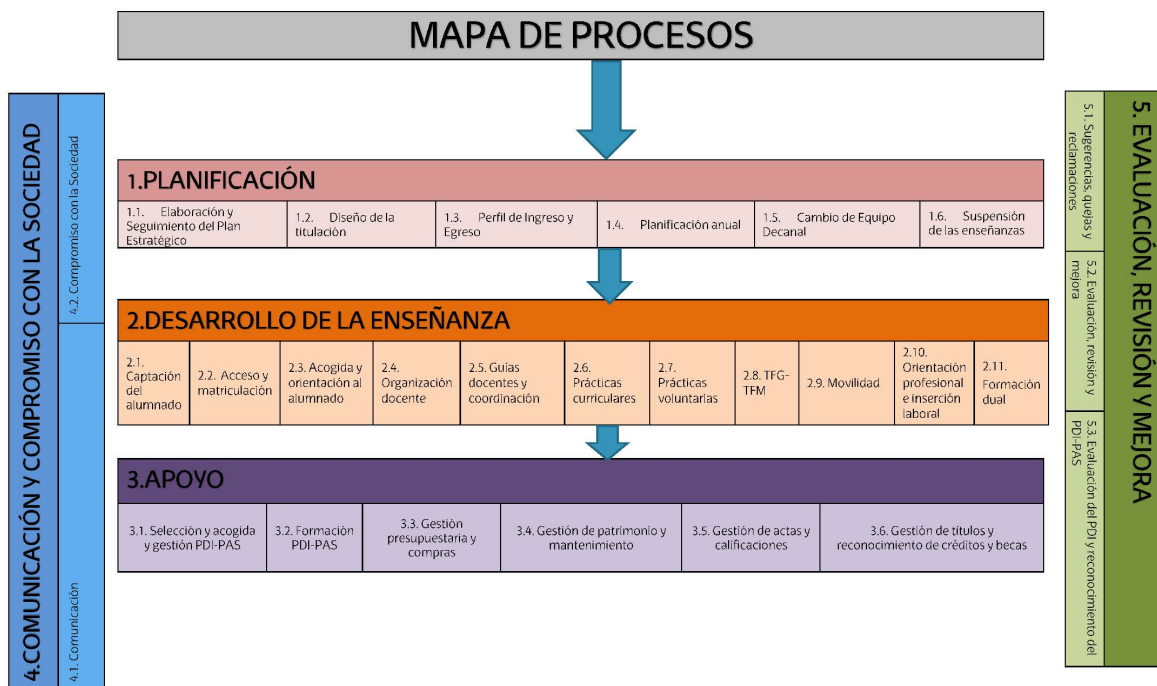 MAPA DE PROCESOS
4.COMUNICACIÓN Y COMPROMISO CON LA SOCIEDAD
4.2. Compromiso con la Sociedad
4.1. Comunicación
1.PLANIFICACIÓN
1.1. Elaboración y
Seguimiento del Plan
Estratégico
1.2. Diseño de la
titulación
1.3. Perfil de Ingreso y
Egreso
1.4. Planificación anual
1.5. Cambio de Equipo
Decanal
1.6. Suspensión
de las enseñanzas
2.DESARROLLO DE LA ENSEÑANZA
2.1.
Captación
del
alumnado
2.2. Acceso y
matriculación
2.3. Acogida y
orientación al
alumnado
2.4.
Organización
docente
2.5. Guías
docentes y
coordinación
2.6.
Prácticas
curriculares
2.7.
Prácticas
voluntarias
2.8. TFG-
TFM
2.9. Movilidad
2.10.
Orientación
profesional
e inserción
laboral
2.11.
Formación
dual
3.APOYO
3.1. Selección y acogida
y gestión PDI-PAS
3.2. Formación
PDI-PAS
3.3. Gestión
presupuestaria y
compras
3.4. Gestión de patrimonio y
mantenimiento
3.5. Gestión de actas y
calificaciones
3.6. Gestión de títulos y
reconocimiento de créditos y becas
5. EVALUACIÓN, REVISIÓN Y MEJORA
5.1. Sugerencias, quejas y
reclamaciones
5.2. Evaluación, revisión y
mejora
5.3. Evaluación del PDI y reconocimiento del
PDI-PAS